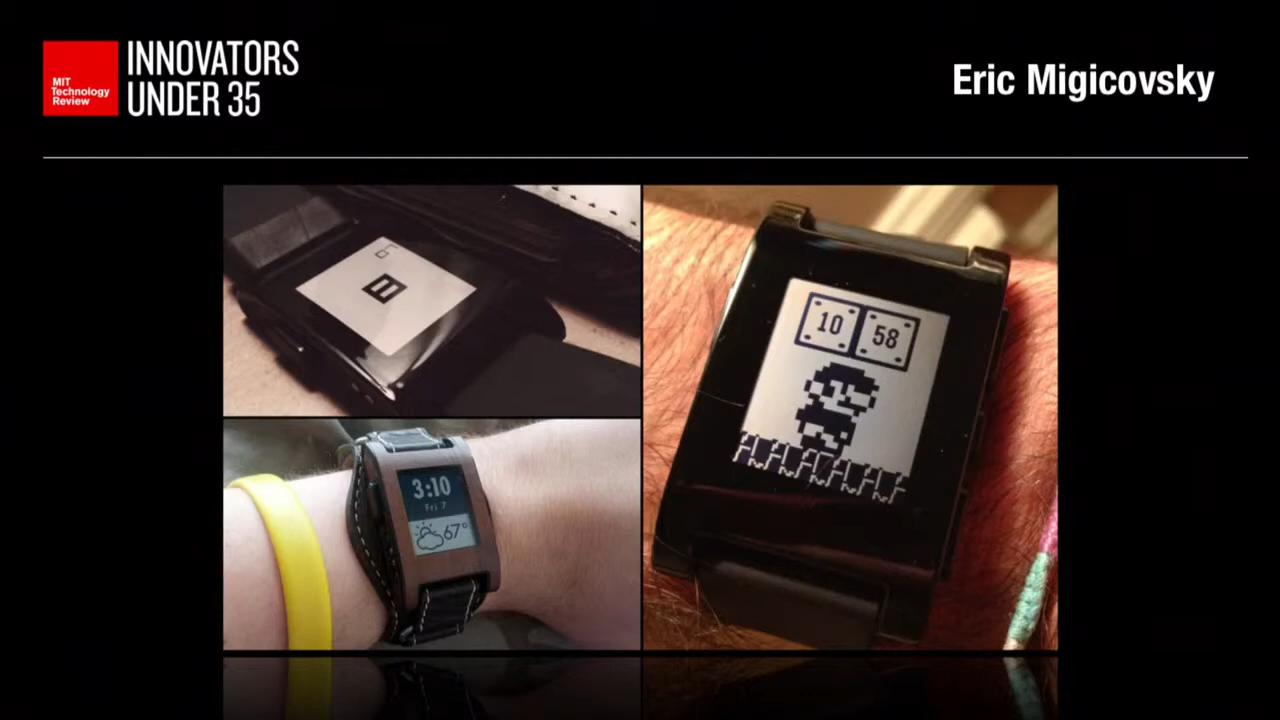 MIT
Technology
Review
INNOVATORS
UNDER 35
Eric Migicovsky
10 58
3:10
Fri 7
67°